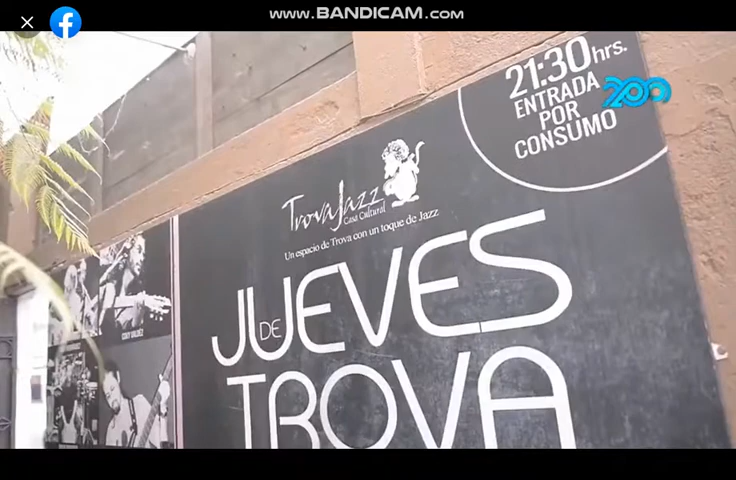 www.BANDICAM.com
21:30 hrs.
ENTRADA
POR
CONSUMO
200
TrovaJazz
Casa Cultural
Un espacio de Trova con un toque de Jazz
JUEVES
DE
TROVA